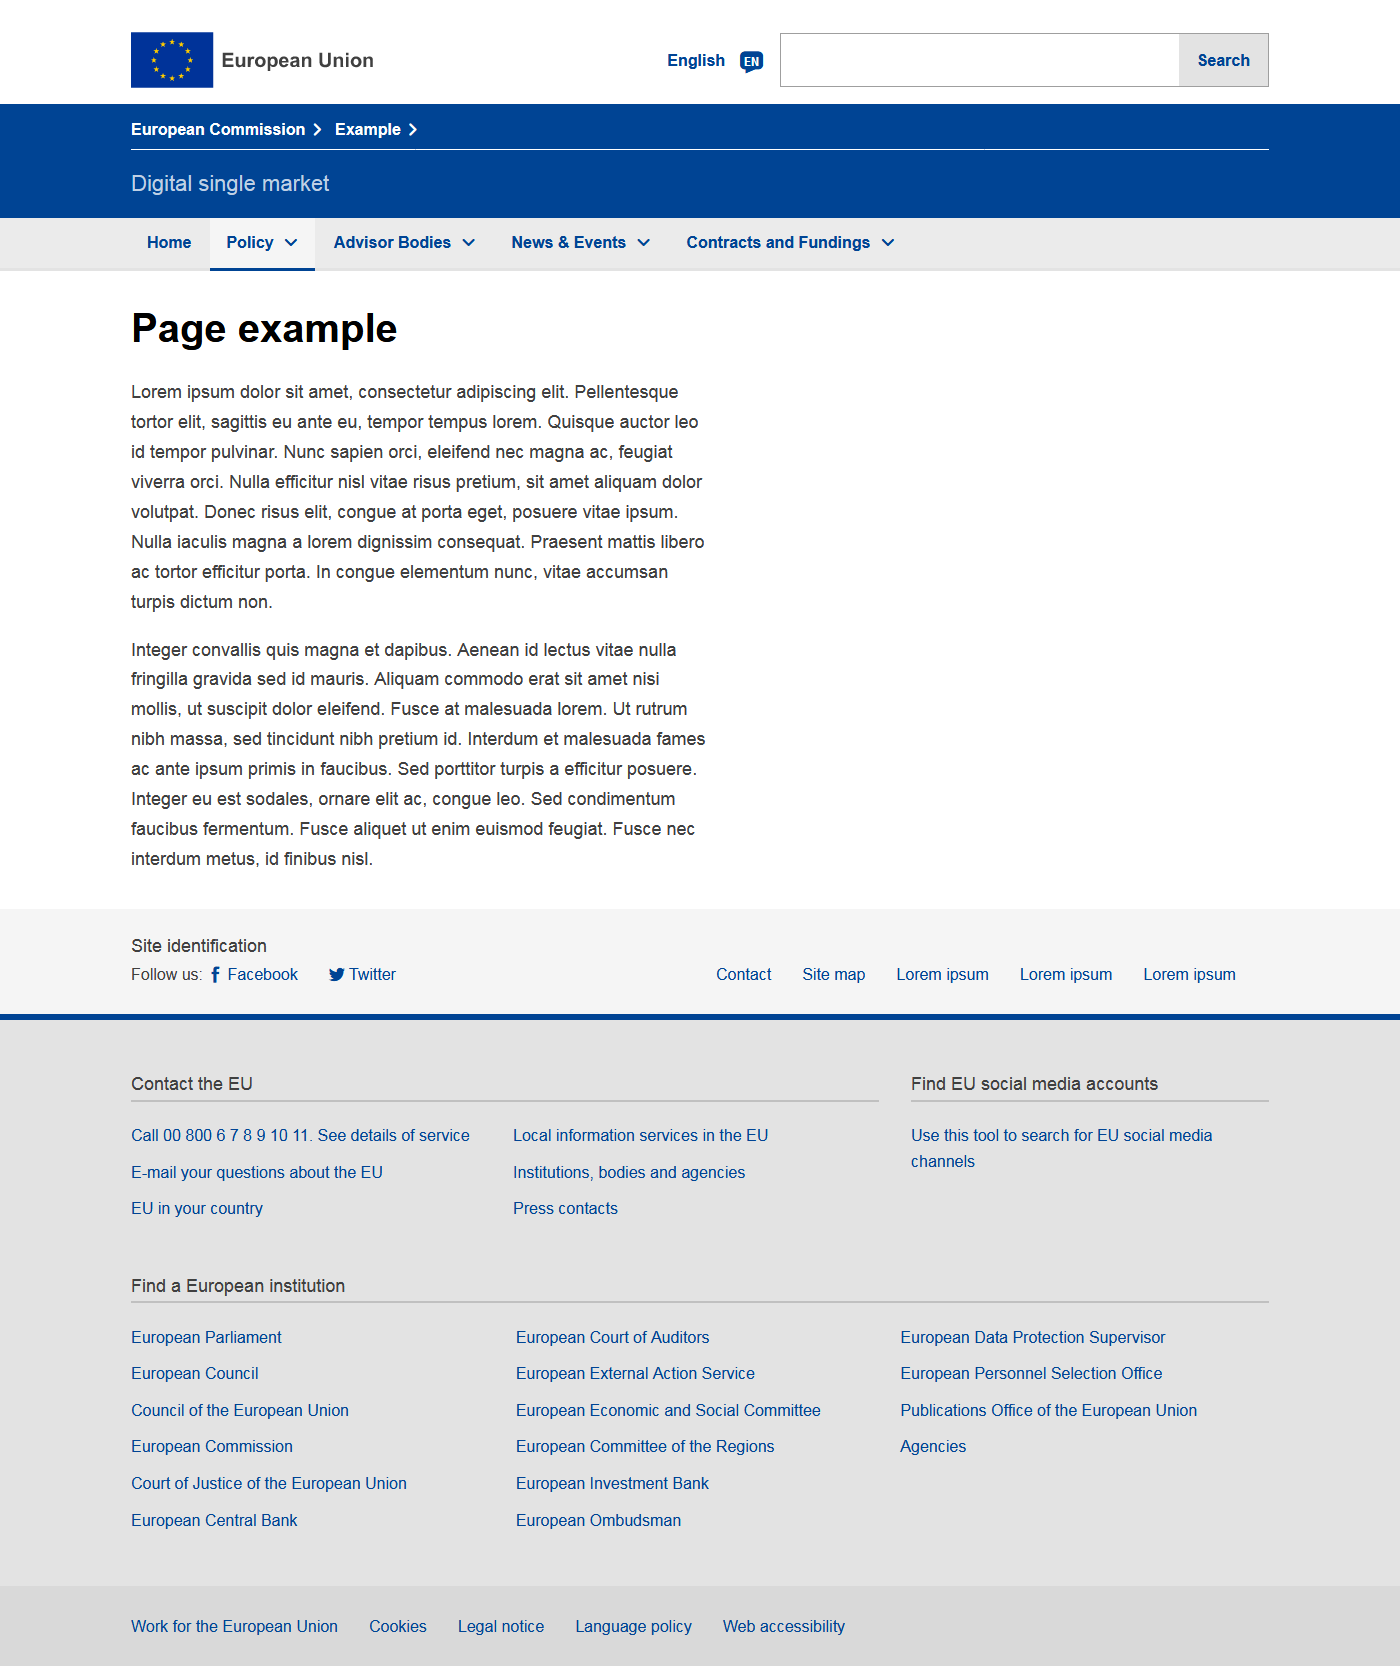 European Union
English EN Search
European Commission Example
Digital single market
Home Policy Advisor Bodies News & Events Contracts and Fundings
Page example
Lorem ipsum dolor sit amet, consectetur adipiscing elit. Pellentesque
tortor elit, sagittis eu ante eu, tempor tempus lorem. Quisque auctor leo
id tempor pulvinar. Nunc sapien orci, eleifend nec magna ac, feugiat
viverra orci. Nulla efficitur nisl vitae risus pretium, sit amet aliquam dolor
volutpat. Donec risus elit, congue at porta eget, posuere vitae ipsum.
Nulla iaculis magna a lorem dignissim consequat. Praesent mattis libero
ac tortor efficitur porta. In congue elementum nunc, vitae accumsan
turpis dictum non.
Integer convallis quis magna et dapibus. Aenean id lectus vitae nulla
fringilla gravida sed id mauris. Aliquam commodo erat sit amet nisi
mollis, ut suscipit dolor eleifend. Fusce at malesuada lorem. Ut rutrum
nibh massa, sed tincidunt nibh pretium id. Interdum et malesuada fames
ac ante ipsum primis in faucibus. Sed porttitor turpis a efficitur posuere.
Integer eu est sodales, ornare elit ac, congue leo. Sed condimentum
faucibus fermentum. Fusce aliquet ut enim euismod feugiat. Fusce nec
interdum metus, id finibus nisl.
Site identification
Follow us: Facebook Twitter Contact Site map Lorem ipsum Lorem ipsum Lorem ipsum
Contact the EU
Call 00 800 6 7 8 9 10 11. See details of service
E-mail your questions about the EU
EU in your country
Local information services in the EU
Institutions, bodies and agencies
Press contacts
Find EU social media accounts
Use this tool to search for EU social media
channels
Find a European institution
European Parliament
European Council
Council of the European Union
European Commission
Court of Justice of the European Union
European Central Bank
European Court of Auditors
European External Action Service
European Economic and Social Committee
European Committee of the Regions
European Investment Bank
European Ombudsman
European Data Protection Supervisor
European Personnel Selection Office
Publications Office of the European Union
Agencies
Work for the European Union Cookies Legal notice Language policy Web accessibility